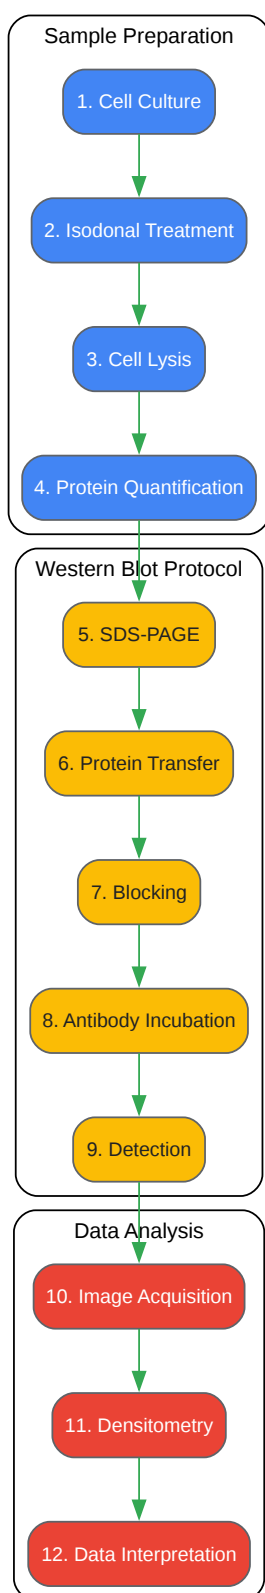 Sample Preparation
1. Cell Culture
2. Isodonal Treatment
3. Cell Lysis
4. Protein Quantification
Western Blot Protocol
5. SDS-PAGE
6. Protein Transfer
7. Blocking
8. Antibody Incubation
9. Detection
Data Analysis
10. Image Acquisition
11. Densitometry
12. Data Interpretation